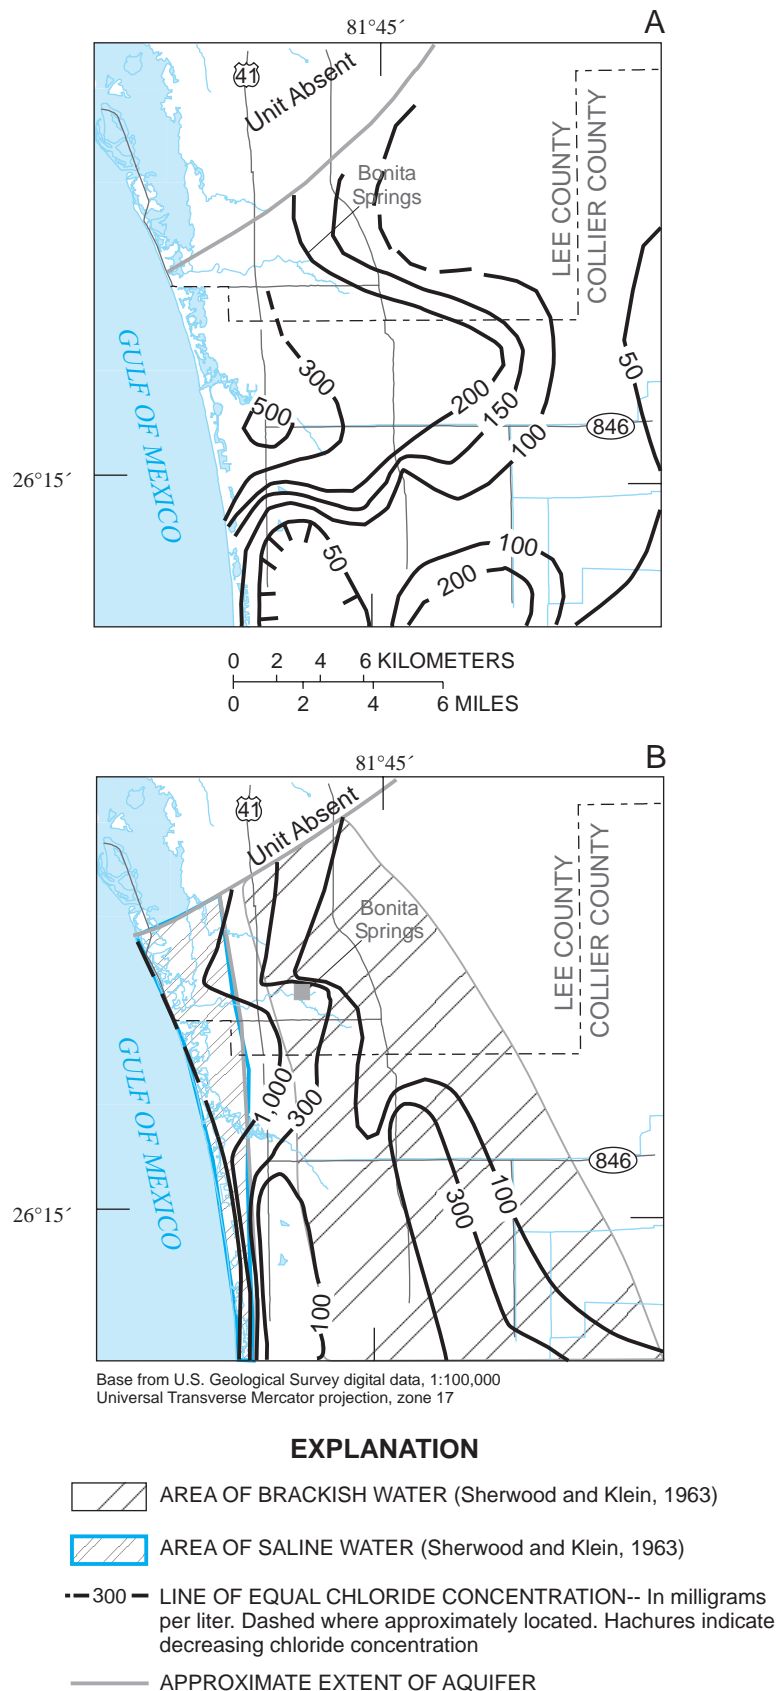 81°45′
A
41
Unit Absent
Bonita
Springs
LEE COUNTY
COLLIER COUNTY
GULF OF MEXICO
300
500
200
150
100
50
846
26°15′
50
100
200
0 2 4 6 KILOMETERS
0 2 4 6 MILES
81°45′
B
41
Unit Absent
Bonita
Springs
LEE COUNTY
COLLIER COUNTY
GULF OF MEXICO
1,000
300
846
300
100
26°15′
100
Base from U.S. Geological Survey digital data, 1:100,000
Universal Transverse Mercator projection, zone 17
EXPLANATION
AREA OF BRACKISH WATER (Sherwood and Klein, 1963)
AREA OF SALINE WATER (Sherwood and Klein, 1963)
300 LINE OF EQUAL CHLORIDE CONCENTRATION-- In milligrams
per liter. Dashed where approximately located. Hachures indicate
decreasing chloride concentration
APPROXIMATE EXTENT OF AQUIFER